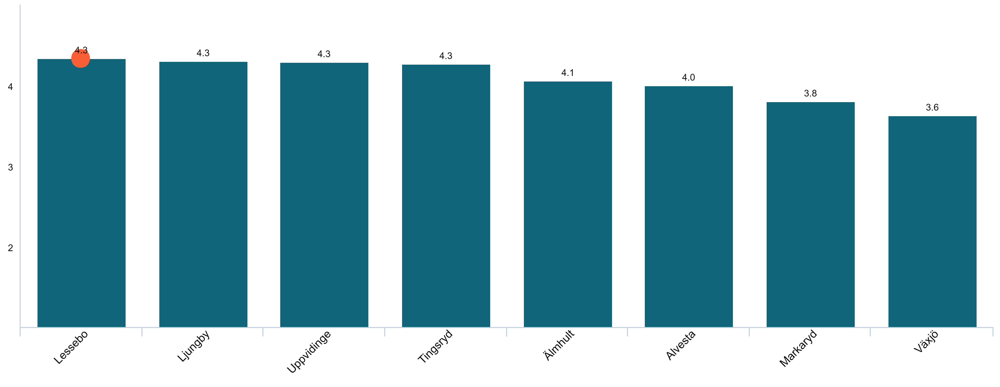 4.3
4.3
4.3
4.3
4.1
4.0
3.8
3.6
4
3
2
Lessebo
Ljungby
Uppvidinge
Tingsryd
Älmhult
Alvesta
Markaryd
Växjö